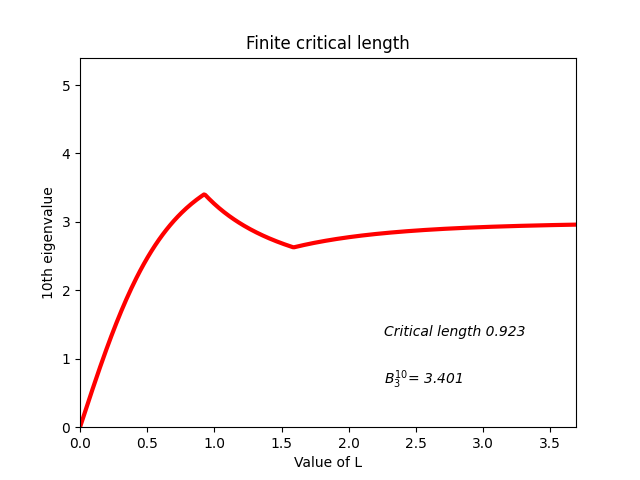 Finite critical length
10th eigenvalue
5
4
3
2
1
0
Critical length 0.923
$B_3^{10}$= 3.401
0.0 0.5 1.0 1.5 2.0 2.5 3.0 3.5
Value of L